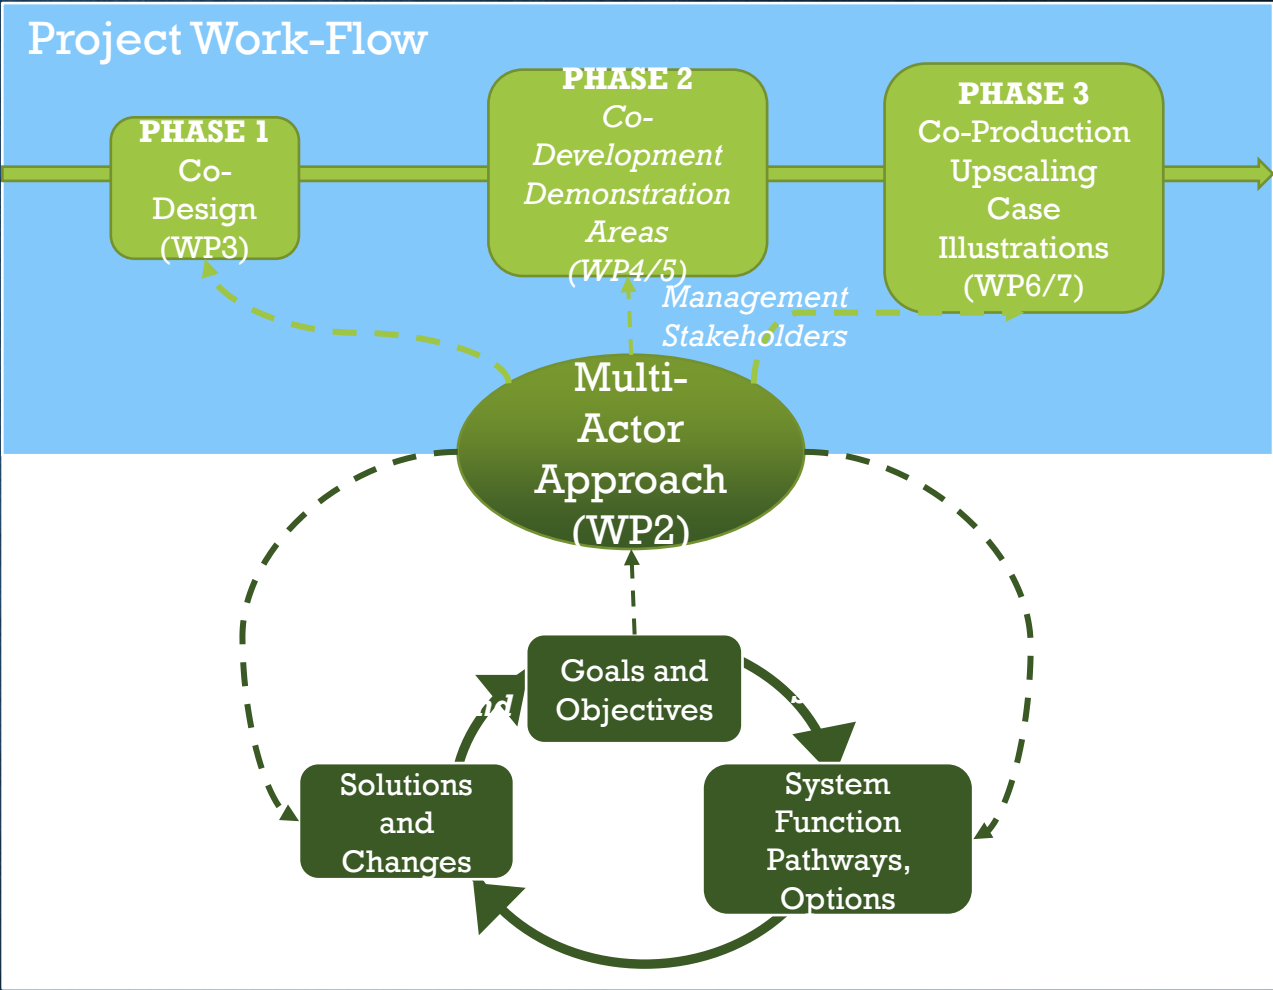 Project Work-Flow
PHASE 1
Co-
Design
(WP3)
PHASE 2
Co-
Development
Demonstration
Areas
(WP4/5)
PHASE 3
Co-Production
Upscaling
Case
Illustrations
(WP6/7)
Management
Stakeholders
Multi-
Actor
Approach
(WP2)
Goals and
Objectives
Solutions
and
Changes
System
Function
Pathways,
Options